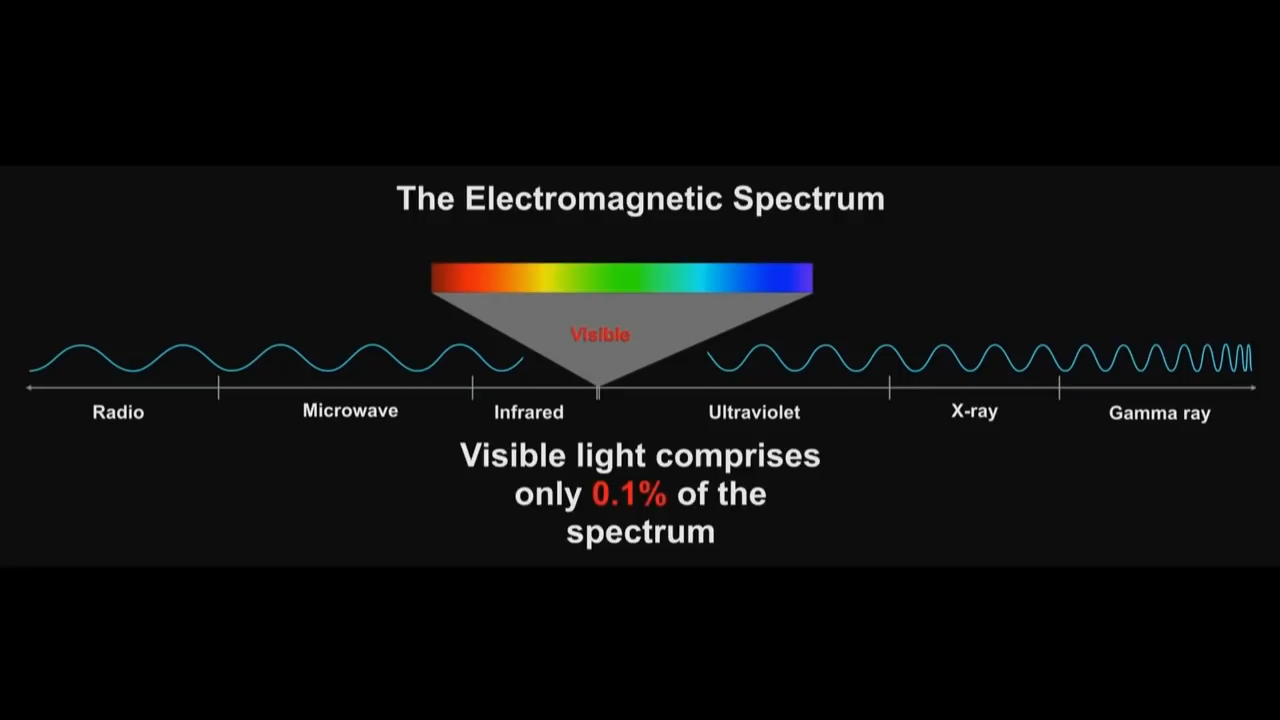 The Electromagnetic Spectrum
Visible
Radio
Microwave
Infrared
Ultraviolet
X-ray
Gamma ray
Visible light comprises
only 0.1% of the
spectrum